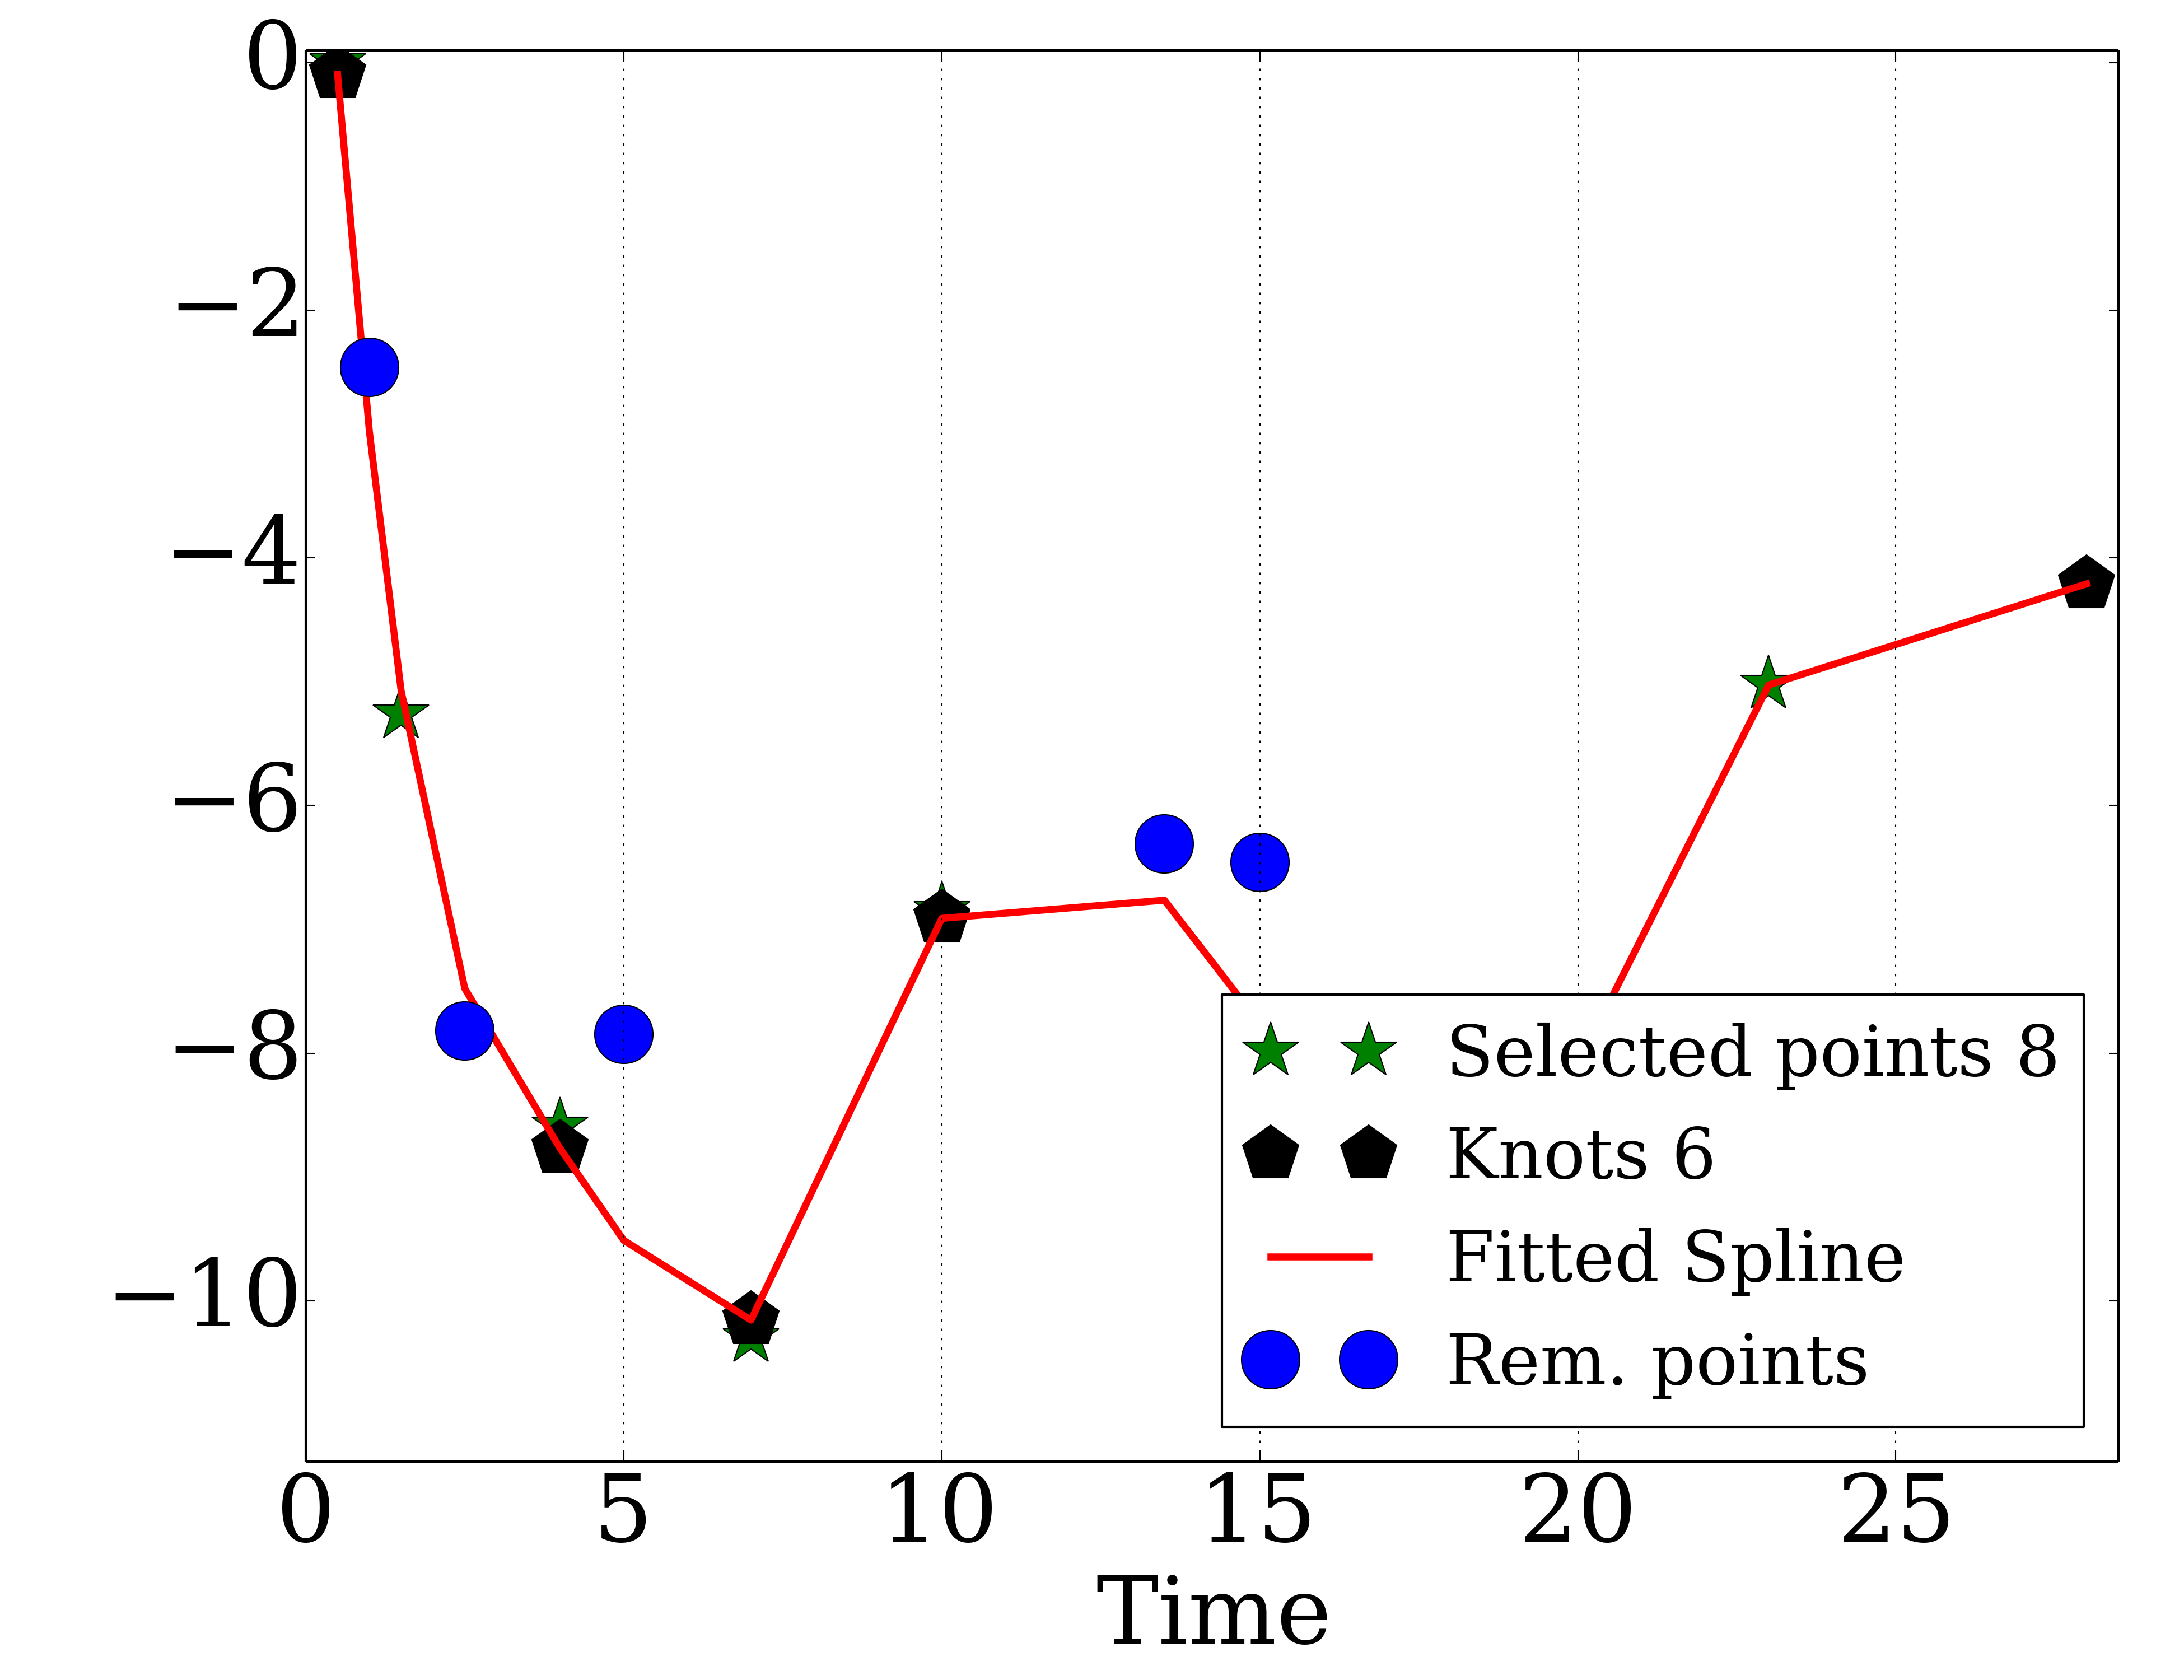 0
−2
−4
−6
−8
−10
Selected points 8
Knots 6
Fitted Spline
Rem. points
0 5 10 15 20 25
Time